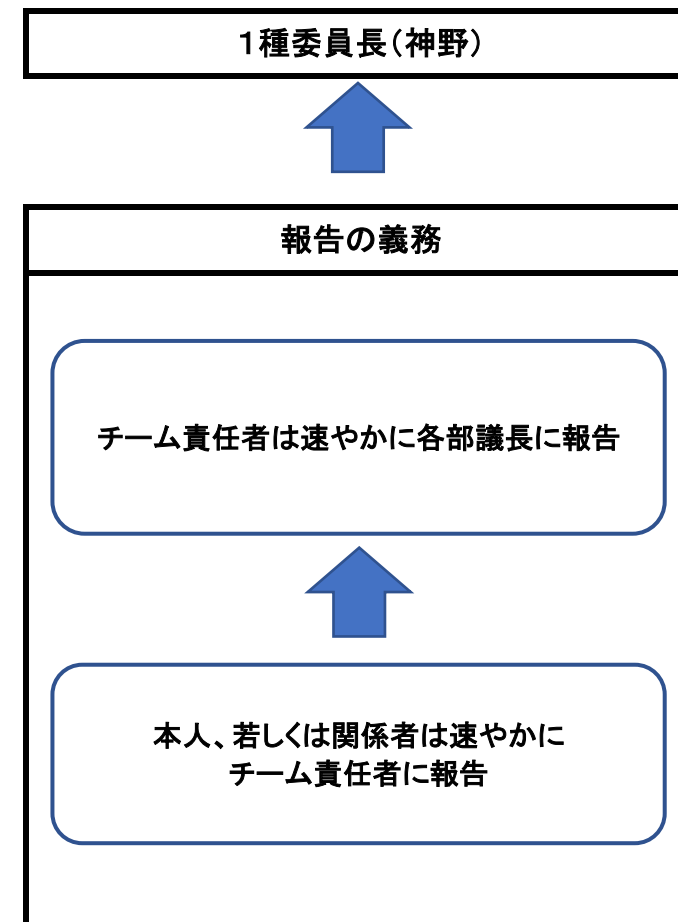 １種委員長（神野）
報告の義務
チーム責任者は速やかに各部議長に報告
本人、若しくは関係者は速やかに
チーム責任者に報告